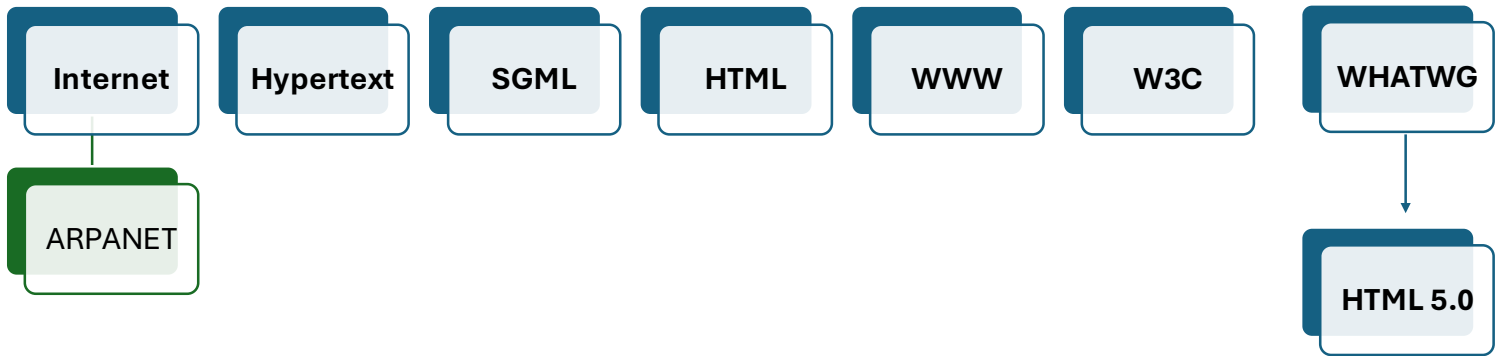 Internet
Hypertext
SGML
HTML
WWW
W3C
WHATWG
ARPANET
HTML 5.0